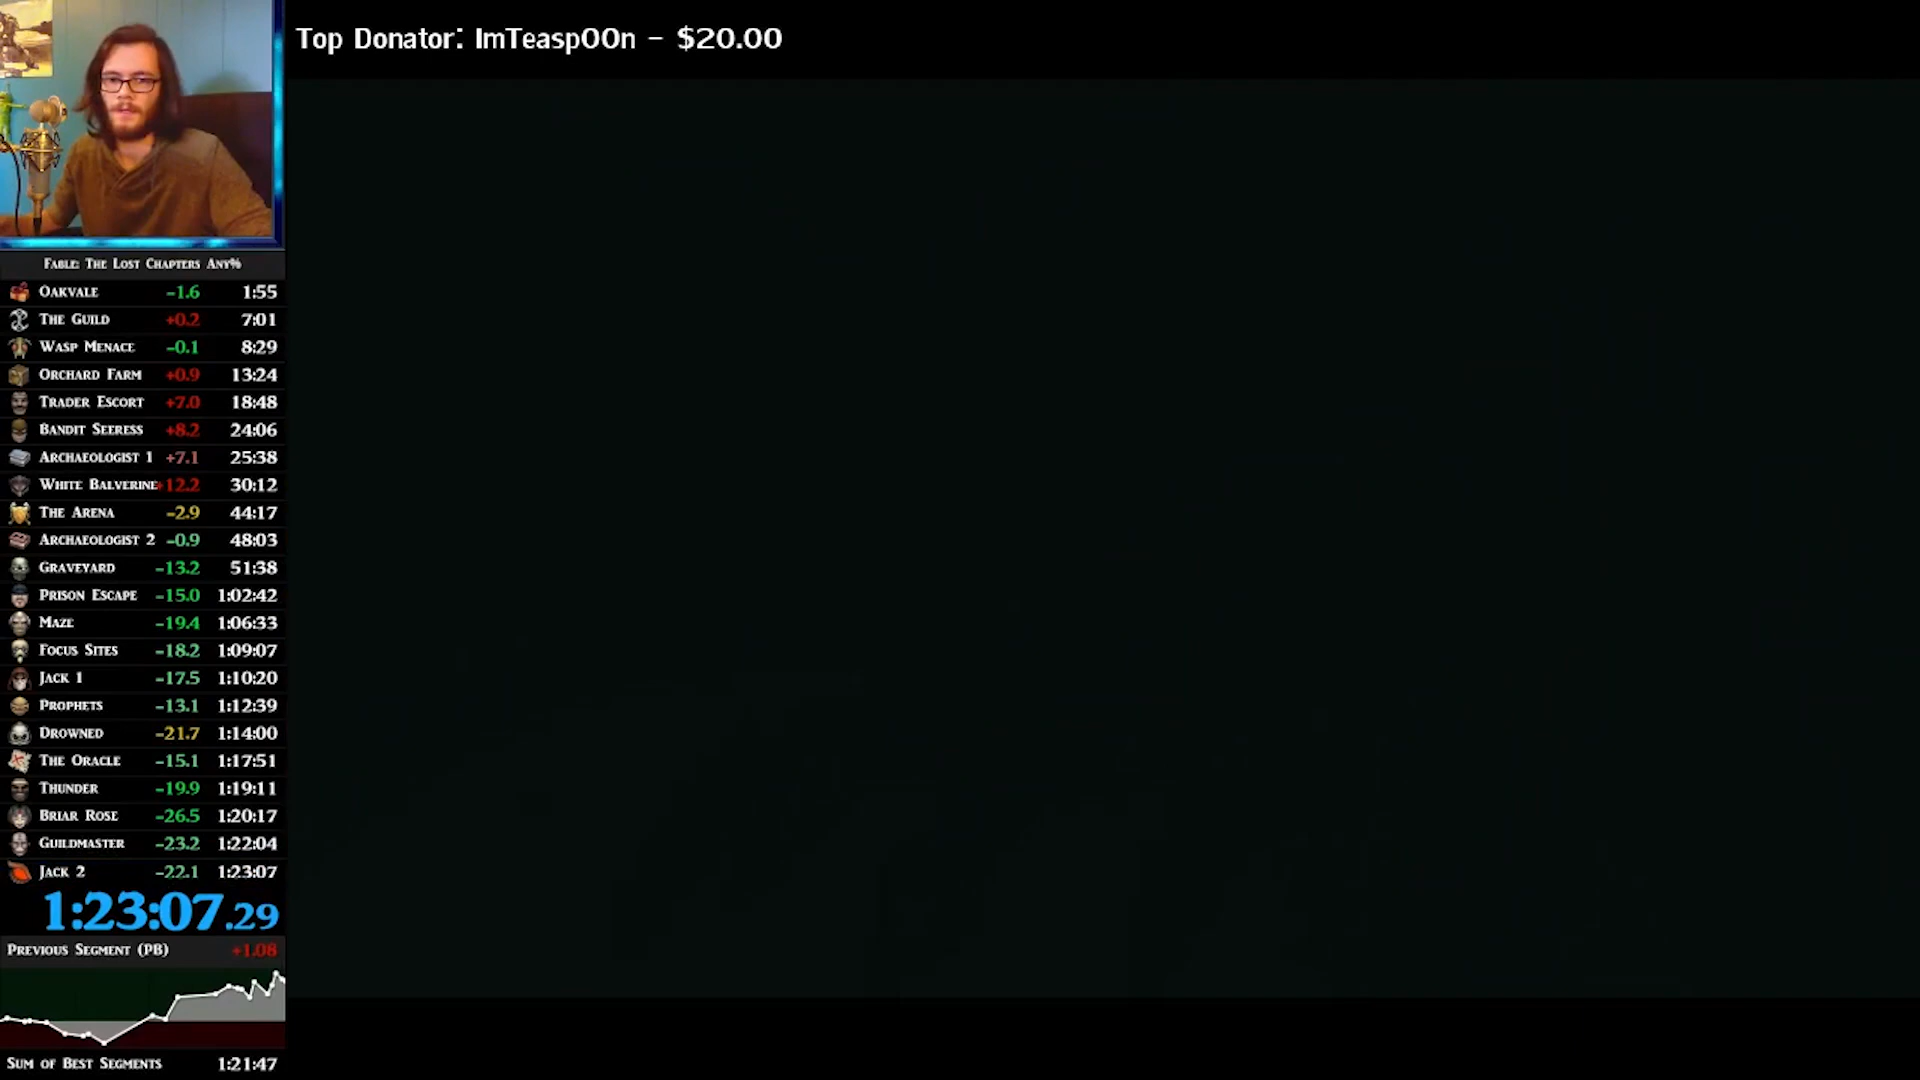 Top Donator: ImTeasp00n - $20.00
Fable: The Lost Chapters Any%
Oakvale -1.6 1:55
The Guild +0.2 7:01
Wasp Menace -0.1 8:29
Orchard Farm +0.9 13:24
Trader Escort +7.0 18:48
Bandit Seeress +8.2 24:06
Archaeologist 1 +7.1 25:38
White Balverine +12.2 30:12
The Arena -2.9 44:17
Archaeologist 2 -0.9 48:03
Graveyard -13.2 51:38
Prison Escape -15.0 1:02:42
Maze -19.4 1:06:33
Focus Sites -18.2 1:09:07
Jack 1 -17.5 1:10:20
Prophets -13.1 1:12:39
Drowned -21.7 1:14:00
The Oracle -15.1 1:17:51
Thunder -19.9 1:19:11
Briar Rose -26.5 1:20:17
Guildmaster -23.2 1:22:04
Jack 2 -22.1 1:23:07
1:23:07.29
Previous Segment (PB) +1.08
Sum of Best Segments 1:21:47